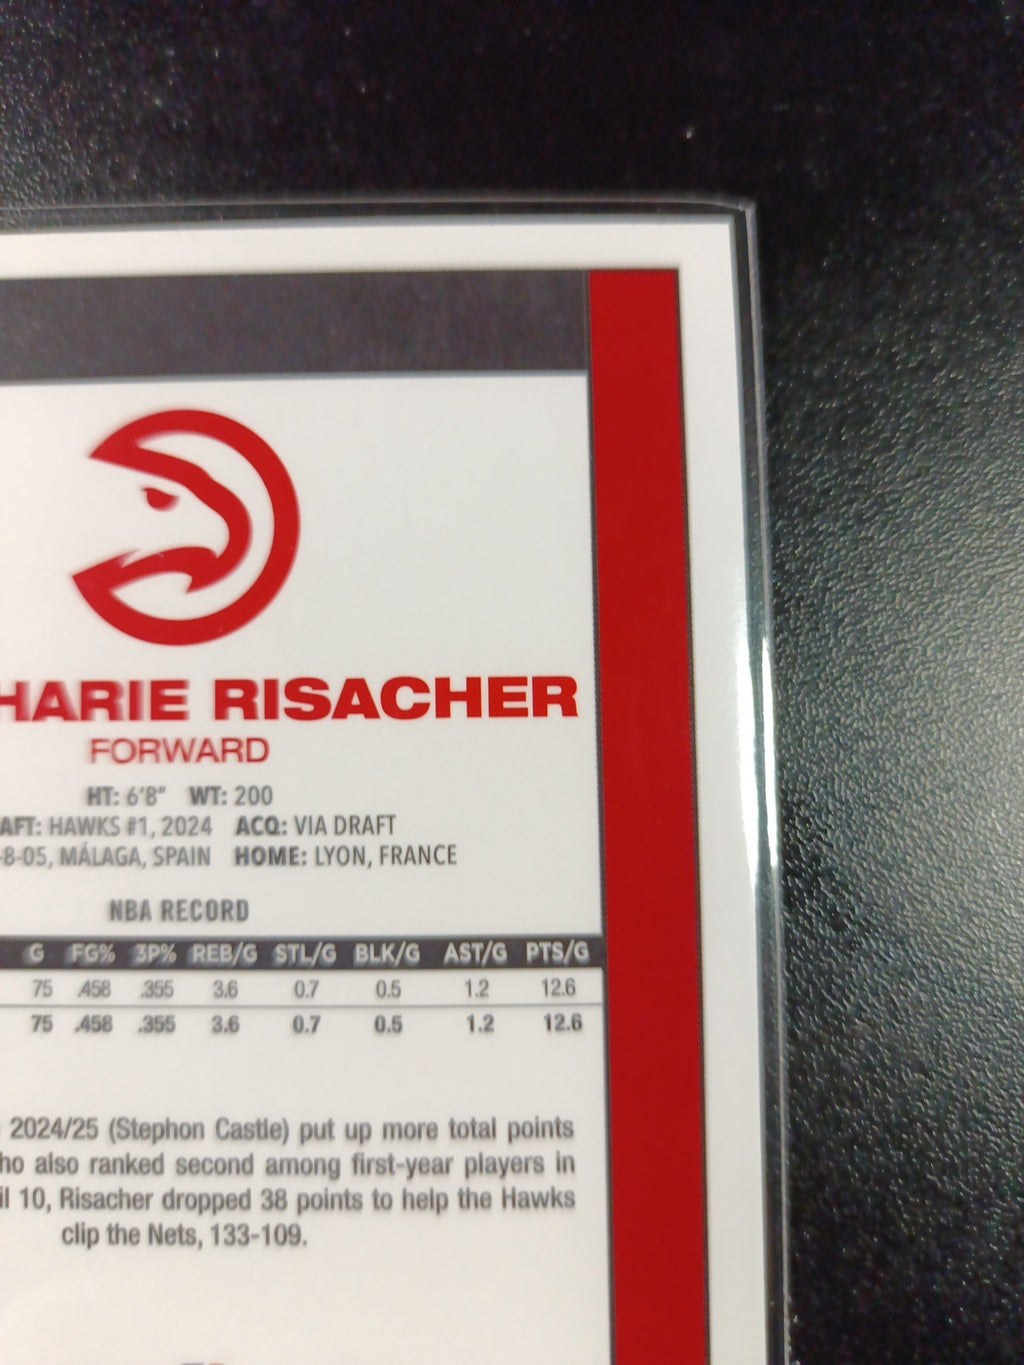 HARIE RISACHER
FORWARD
HT: 6'8" WT: 200
AFT: HAWKS #1, 2024 ACQ: VIA DRAFT
-8-05, MÁLAGA, SPAIN HOME: LYON, FRANCE
NBA RECORD
G FG% 3P% REB/G STL/G BLK/G AST/G PTS/G
75 .458 .355 3.6 0.7 0.5 1.2 12.6
75 .458 .355 3.6 0.7 0.5 1.2 12.6
2024/25 (Stephon Castle) put up more total points
ho also ranked second among first-year players in
il 10, Risacher dropped 38 points to help the Hawks
clip the Nets, 133-109.